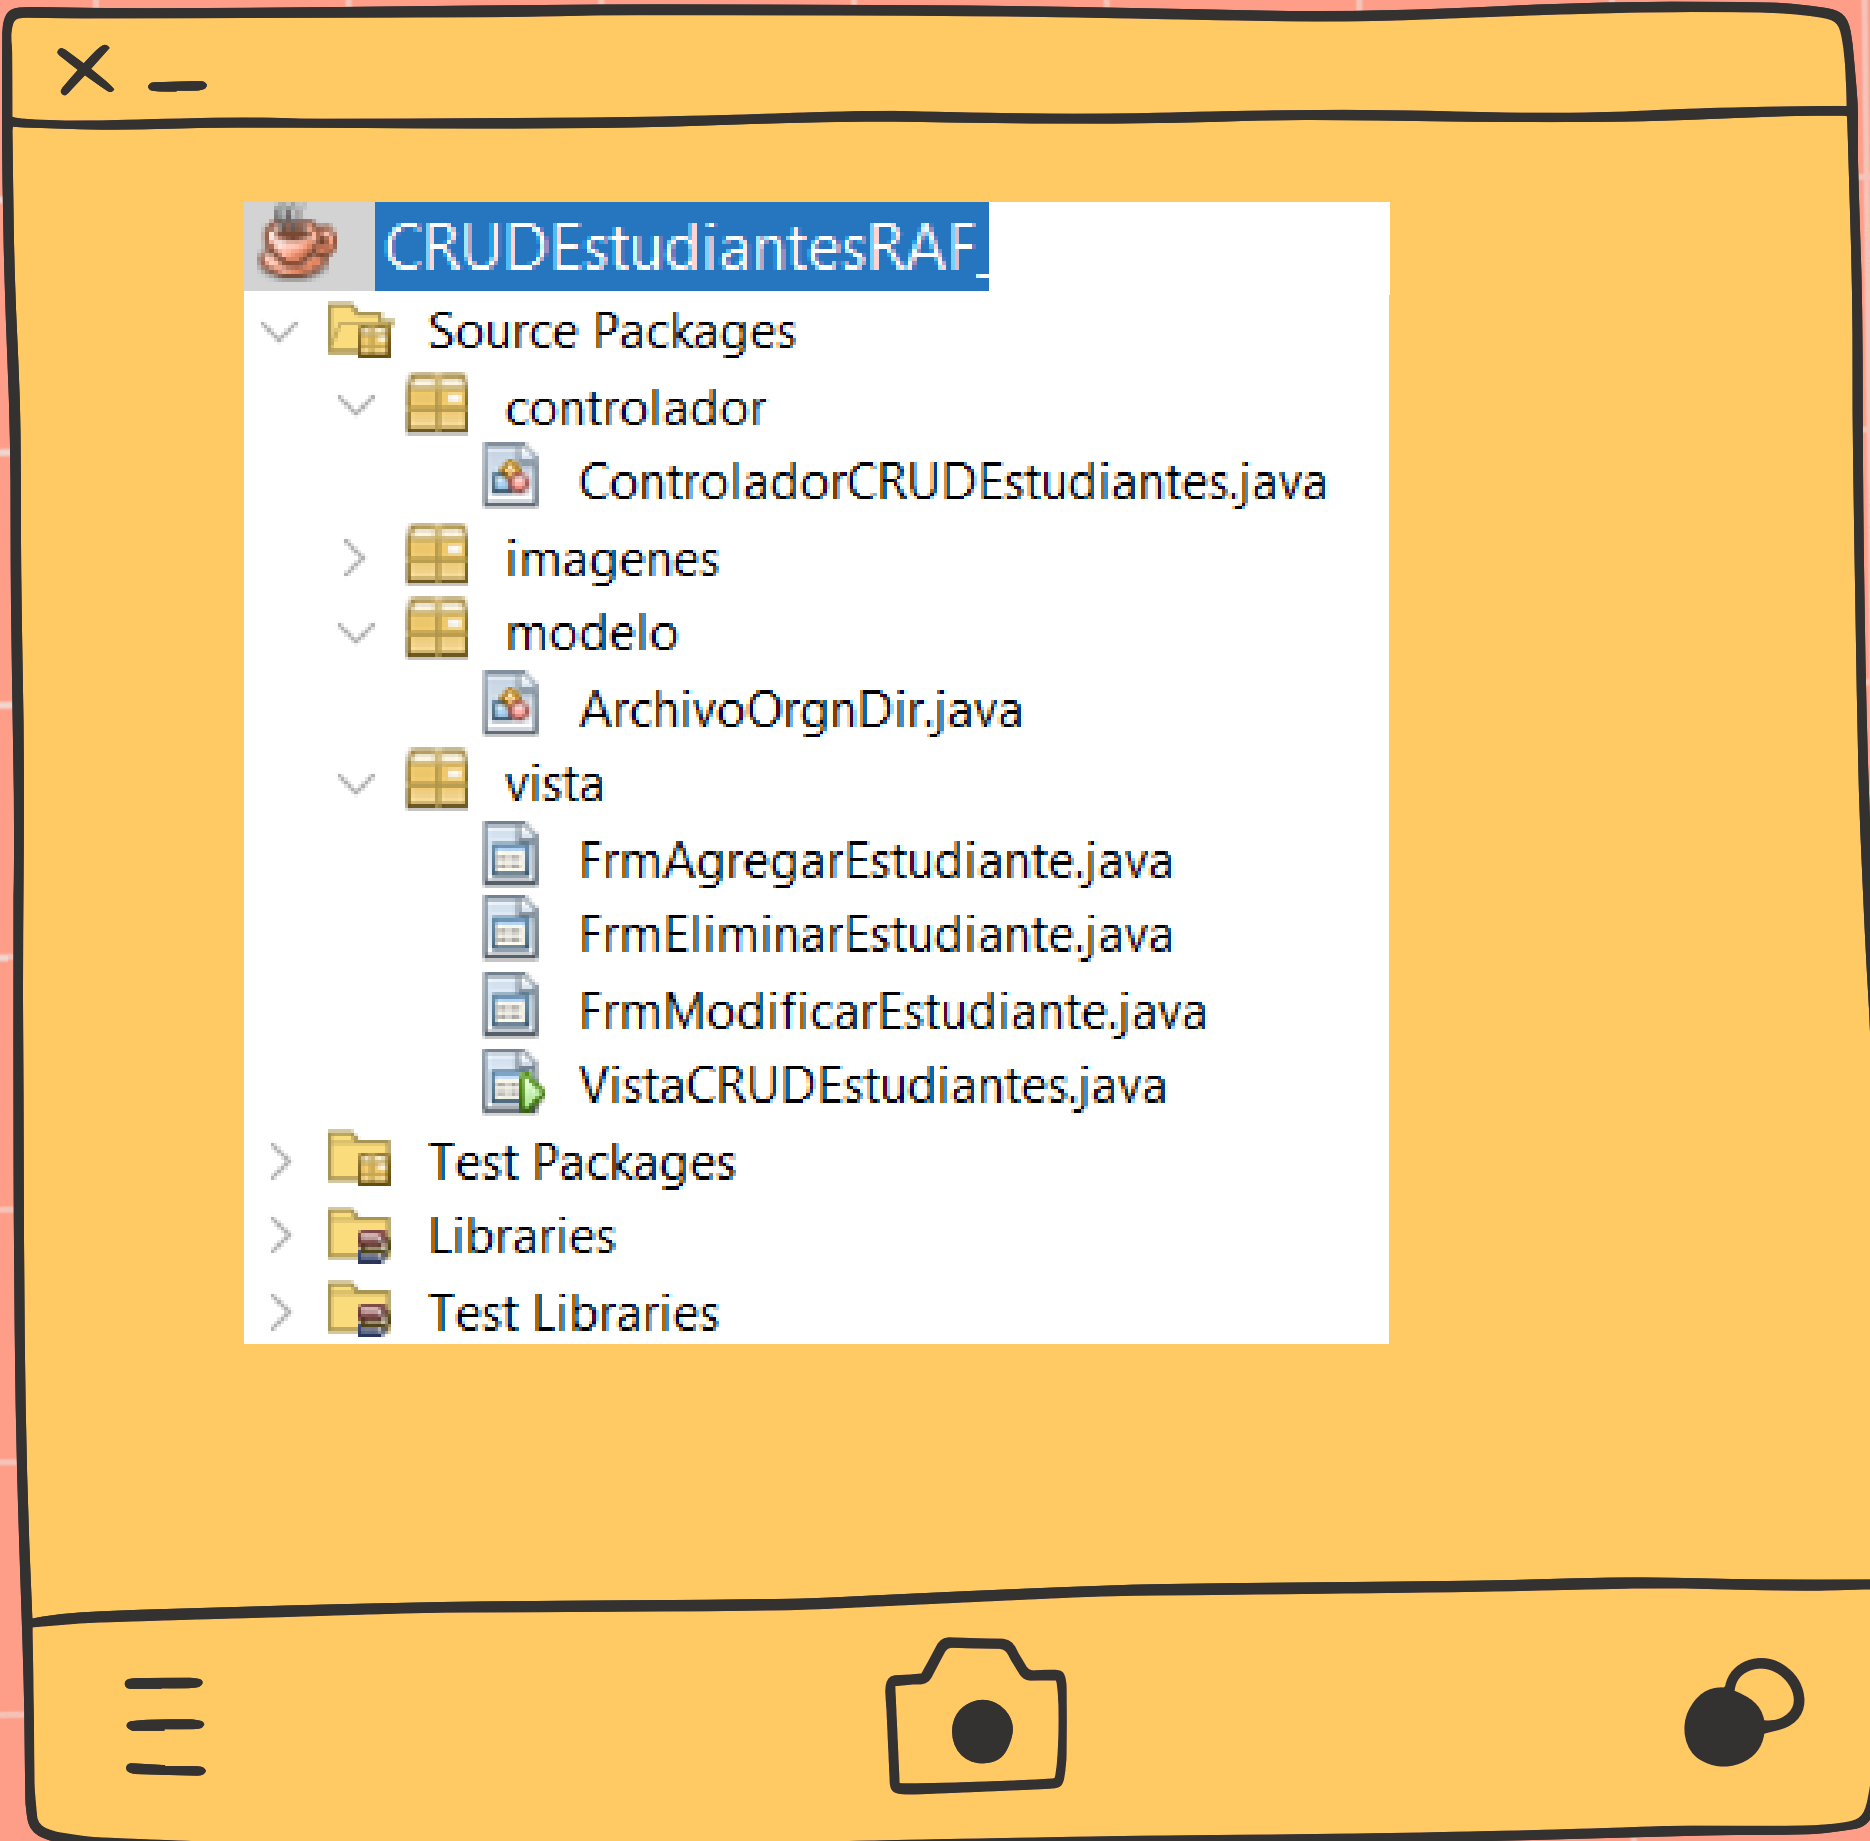 CRUDEstudiantesRAF_
Source Packages
controlador
ControladorCRUDEstudiantes.java
imagenes
modelo
ArchivoOrgnDir.java
vista
FrmAgregarEstudiante.java
FrmEliminarEstudiante.java
FrmModificarEstudiante.java
VistaCRUDEstudiantes.java
Test Packages
Libraries
Test Libraries